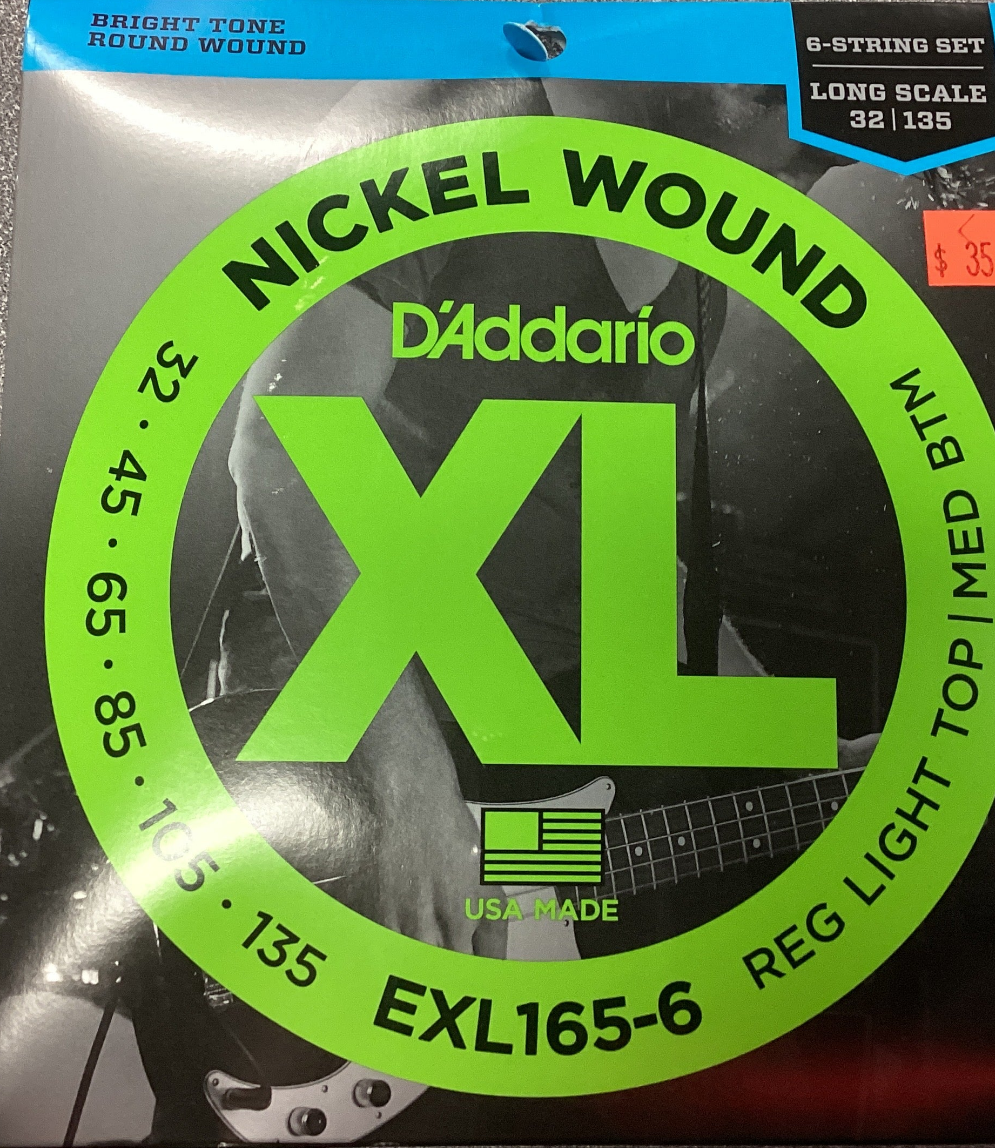 BRIGHT TONE
ROUND WOUND
6-STRING SET
LONG SCALE
32 | 135
$ 35
NICKEL WOUND
D'Addario
XL
32 · 45 · 65 · 85 · 105 · 135
REG LIGHT TOP | MED BTM
USA MADE
EXL165-6